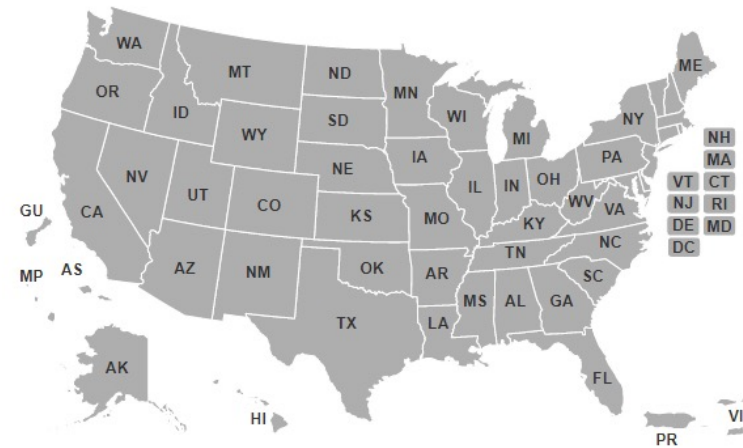 WA
MT
ND
MN
ME
OR
ID
SD
WI
NY
WY
MI
NH
IA
PA
MA
NE
NV
UT
CO
IL
IN
OH
VT
CT
KS
MO
WV
VA
NJ
RI
CA
KY
DE
MD
GU
NC
DC
TN
MP
AS
AZ
NM
OK
AR
SC
MS
AL
GA
TX
LA
AK
FL
HI
VI
PR